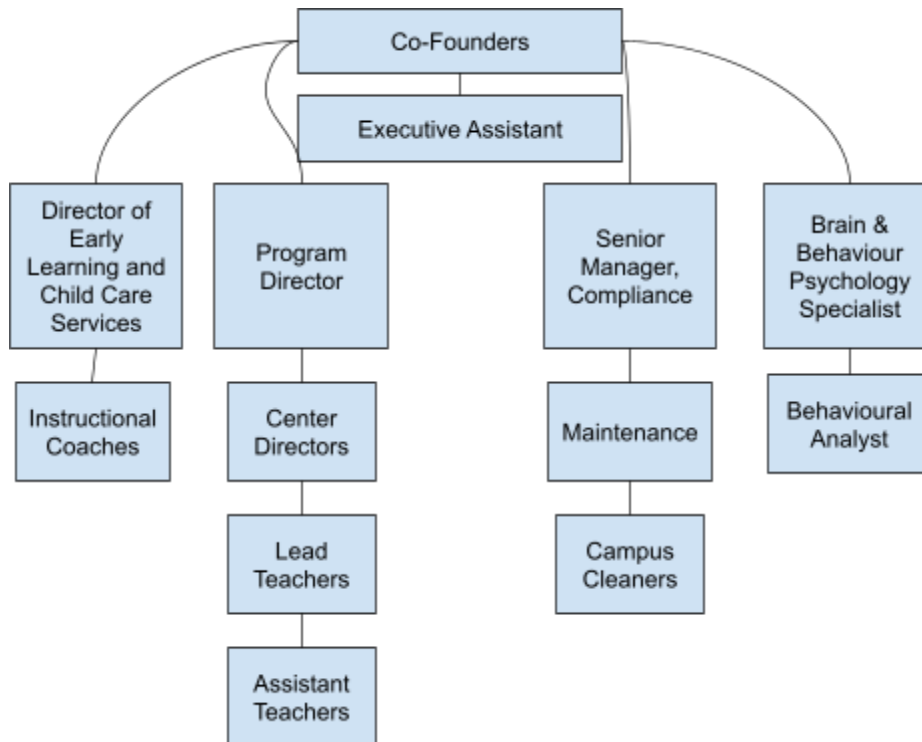 Co-Founders
Executive Assistant
Director of
Early
Learning and
Child Care
Services
Program
Director
Senior
Manager,
Compliance
Brain &
Behaviour
Psychology
Specialist
Instructional
Coaches
Center
Directors
Maintenance
Behavioural
Analyst
Lead
Teachers
Campus
Cleaners
Assistant
Teachers